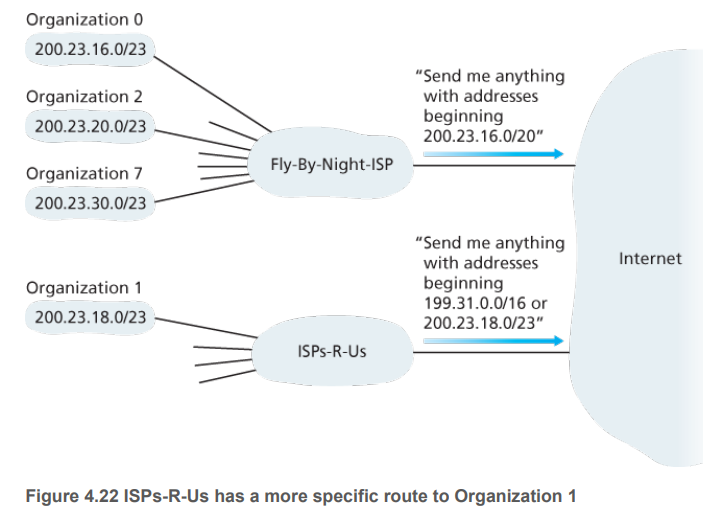 Organization 0
200.23.16.0/23
Organization 2
200.23.20.0/23
Organization 7
200.23.30.0/23
Fly-By-Night-ISP
“Send me anything
with addresses
beginning
200.23.16.0/20”
Organization 1
200.23.18.0/23
ISPs-R-Us
“Send me anything
with addresses
beginning
199.31.0.0/16 or
200.23.18.0/23”
Internet
Figure 4.22 ISPs-R-Us has a more specific route to Organization 1